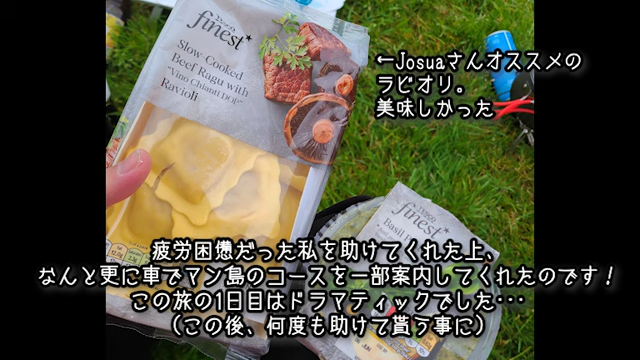 TESCO
finest*
Slow Cooked
Beef Ragu with
"Vino Chianti DOP"
Ravioli
←Josuaさんオススメの
ラビオリ。
美味しかった
TESCO
finest*
Basil
疲労困憊だった私を助けてくれた上、
なんと更に車でマン島のコースを一部案内してくれたのです！
この旅の1日目はドラマティックでした・・・
（この後、何度も助けて貰う事に）